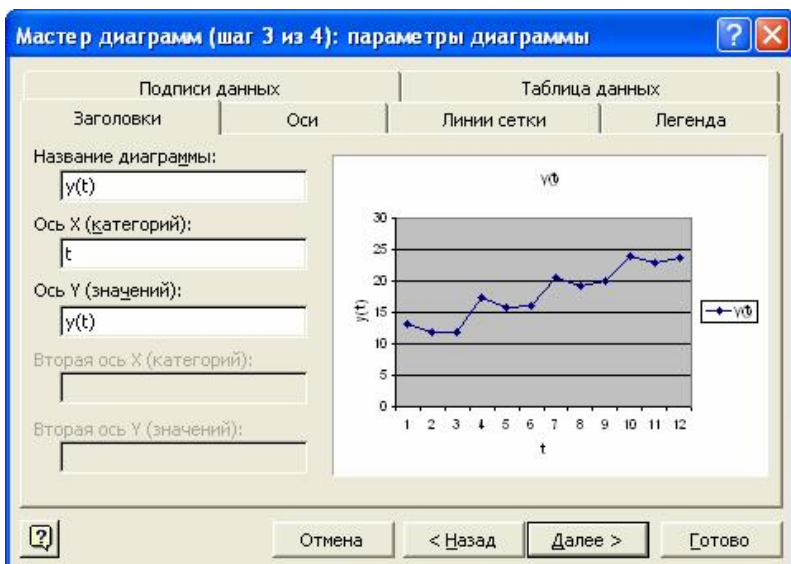 Мастер диаграмм (шаг 3 из 4): параметры диаграммы
Подписи данных
Таблица данных
Заголовки
Оси
Линии сетки
Легенда
Название диаграммы:
y(t)
Ось X (категорий):
t
Ось Y (значений):
y(t)
Вторая ось X (категорий):
Вторая ось Y (значений):
y(t)
30
25
20
15
10
5
0
y(t)
1 2 3 4 5 6 7 8 9 10 11 12
t
y(t)
Отмена
< Назад
Далее >
Готово